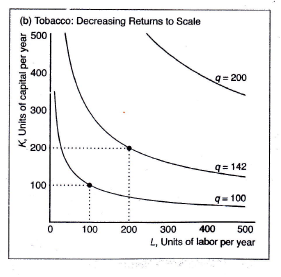 (b) Tobacco: Decreasing Returns to Scale
K, Units of capital per year
500
400
300
200
100
q = 200
q = 142
q = 100
0 100 200 300 400 500
L, Units of labor per year